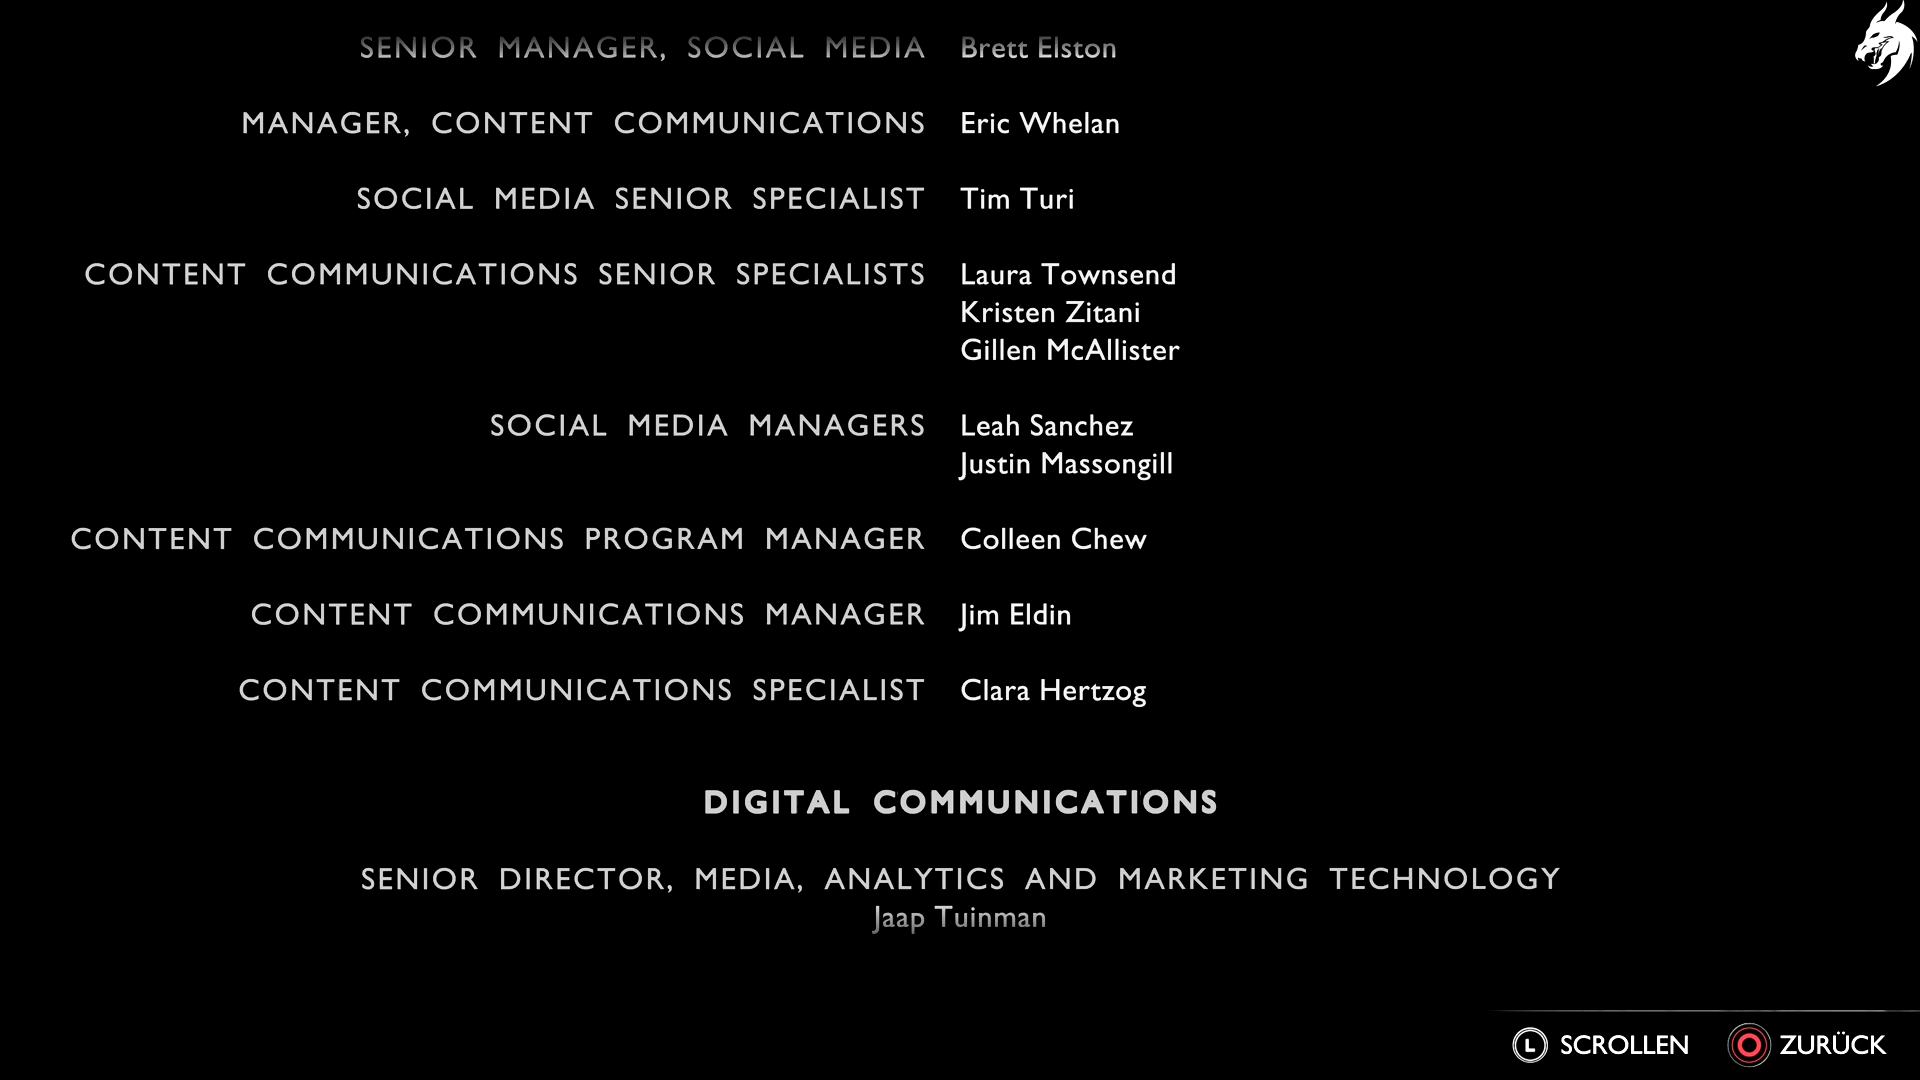 SENIOR MANAGER, SOCIAL MEDIA Brett Elston
MANAGER, CONTENT COMMUNICATIONS Eric Whelan
SOCIAL MEDIA SENIOR SPECIALIST Tim Turi
CONTENT COMMUNICATIONS SENIOR SPECIALISTS Laura Townsend
Kristen Zitani
Gillen McAllister
SOCIAL MEDIA MANAGERS Leah Sanchez
Justin Massongill
CONTENT COMMUNICATIONS PROGRAM MANAGER Colleen Chew
CONTENT COMMUNICATIONS MANAGER Jim Eldin
CONTENT COMMUNICATIONS SPECIALIST Clara Hertzog
DIGITAL COMMUNICATIONS
SENIOR DIRECTOR, MEDIA, ANALYTICS AND MARKETING TECHNOLOGY
Jaap Tuinman
L SCROLLEN ZURÜCK